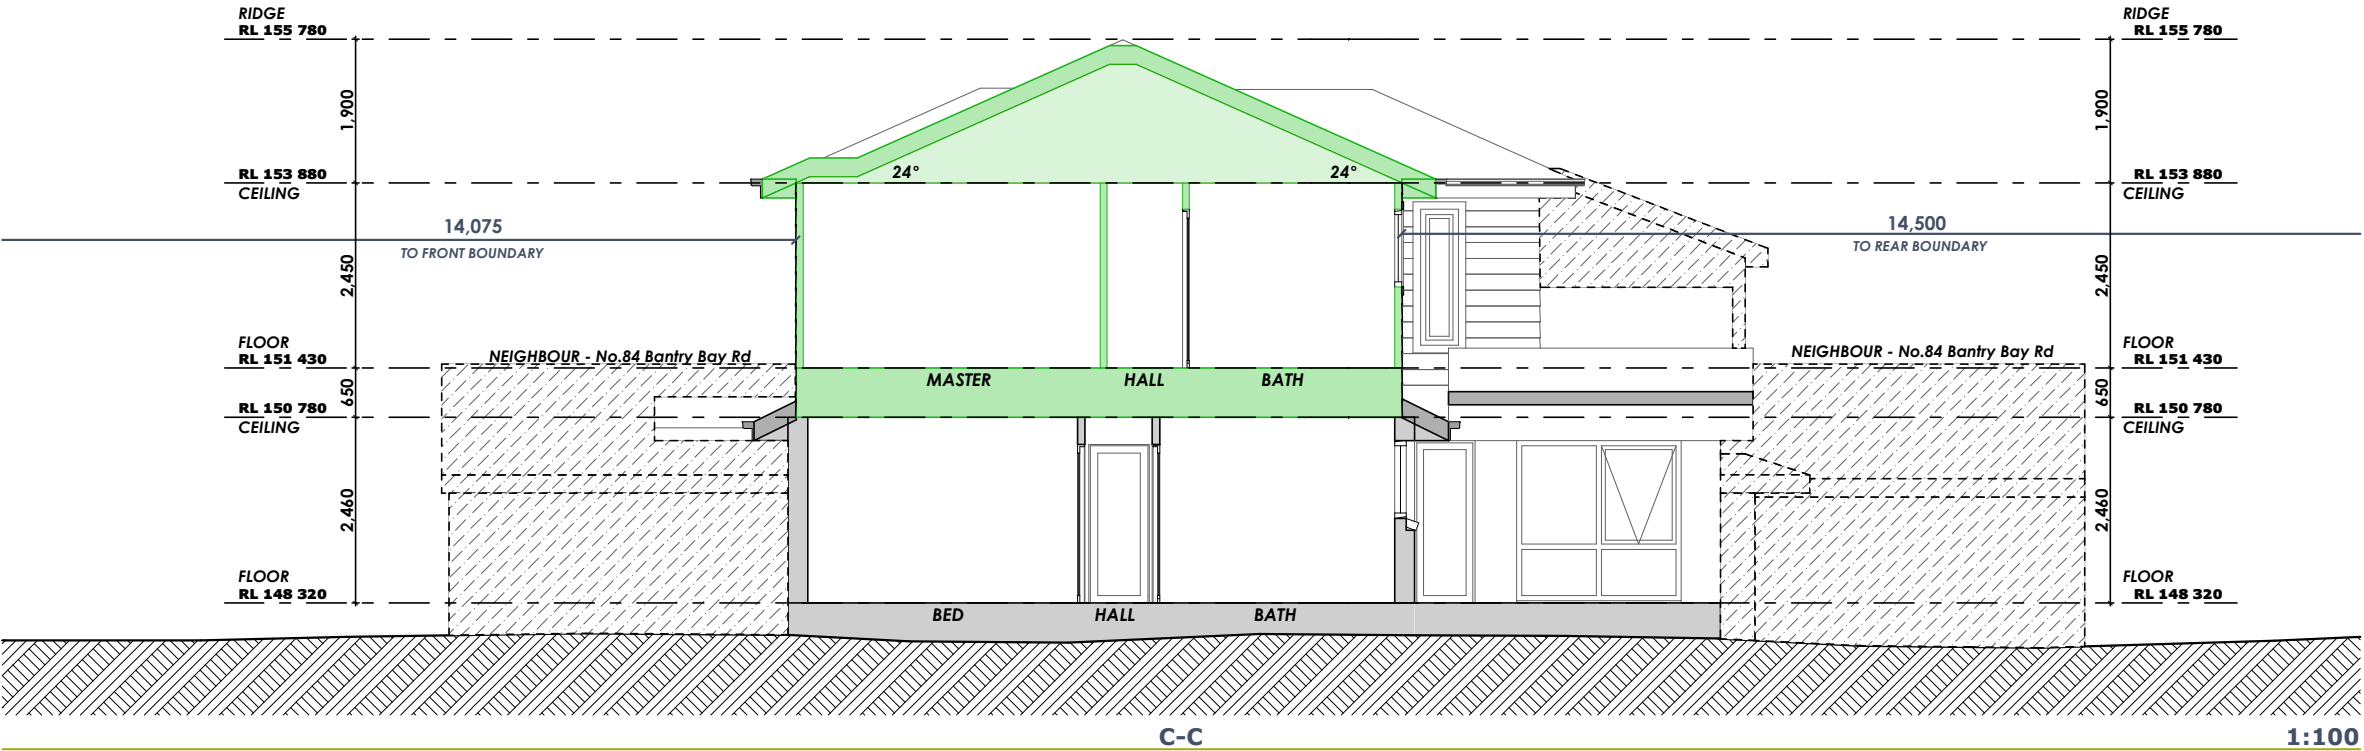 RIDGE
RL 155 780
1,900
RL 153 880
CEILING
14,075
TO FRONT BOUNDARY
2,450
FLOOR
RL 151 430
650
RL 150 780
CEILING
2,460
FLOOR
RL 148 320
NEIGHBOUR - No.84 Bantry Bay Rd
24°
24°
MASTER
HALL
BATH
BED
HALL
BATH
RIDGE
RL 155 780
1,900
RL 153 880
CEILING
14,500
TO REAR BOUNDARY
2,450
NEIGHBOUR - No.84 Bantry Bay Rd
FLOOR
RL 151 430
650
RL 150 780
CEILING
2,460
FLOOR
RL 148 320
C-C
1:100